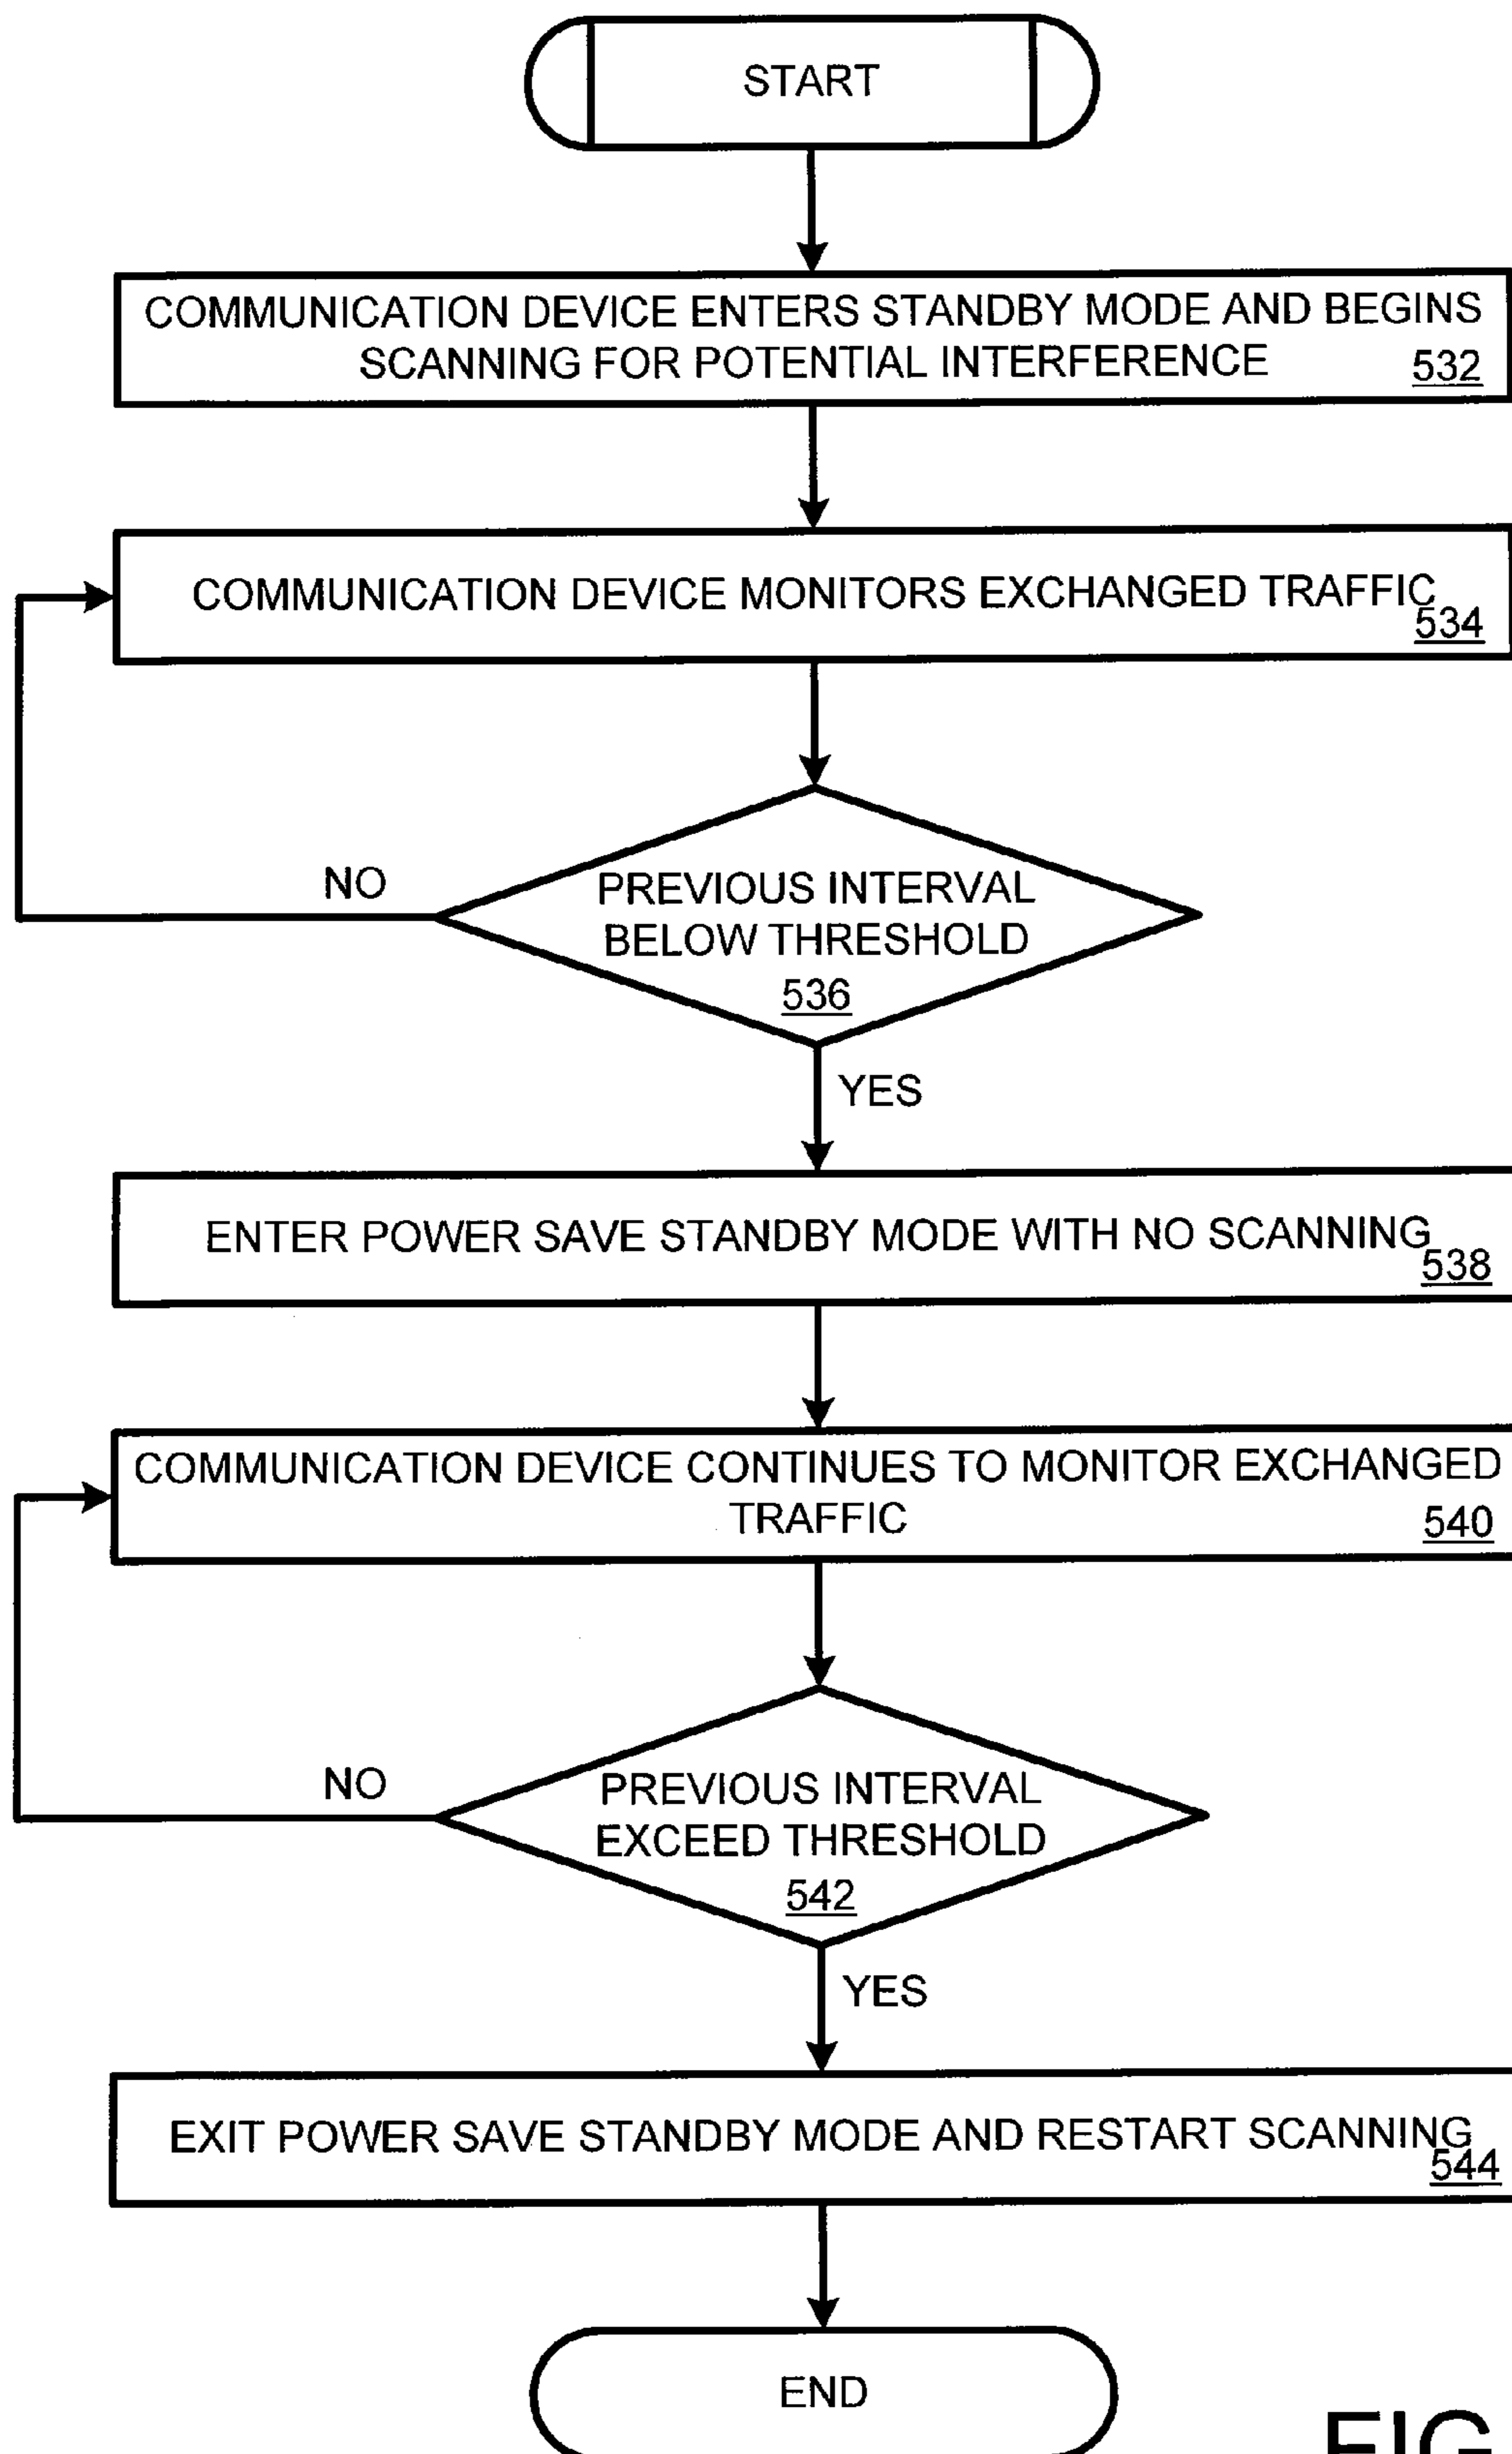 START
COMMUNICATION DEVICE ENTERS STANDBY MODE AND BEGINS
SCANNING FOR POTENTIAL INTERFERENCE
532
COMMUNICATION DEVICE MONITORS EXCHANGED TRAFFIC
534
NO
PREVIOUS INTERVAL
BELOW THRESHOLD
536
YES
ENTER POWER SAVE STANDBY MODE WITH NO SCANNING
538
COMMUNICATION DEVICE CONTINUES TO MONITOR EXCHANGED
TRAFFIC
540
NO
PREVIOUS INTERVAL
EXCEED THRESHOLD
542
YES
EXIT POWER SAVE STANDBY MODE AND RESTART SCANNING
544
END
FIG